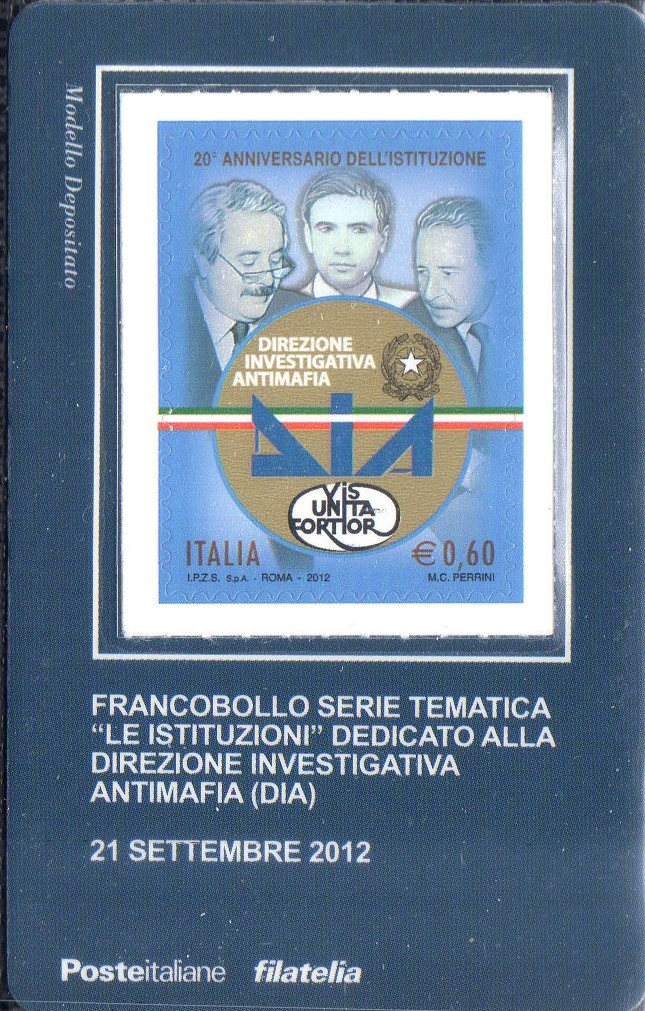 Modello Depositato
20° ANNIVERSARIO DELL'ISTITUZIONE
DIREZIONE
INVESTIGATIVA
ANTIMAFIA
DIA
VIS
UNITA
FORTIOR
ITALIA
€ 0,60
I.P.Z.S. S.p.A. - ROMA - 2012
M.C. PERRINI
FRANCOBOLLO SERIE TEMATICA
“LE ISTITUZIONI” DEDICATO ALLA
DIREZIONE INVESTIGATIVA
ANTIMAFIA (DIA)
21 SETTEMBRE 2012
Posteitaliane filatelia